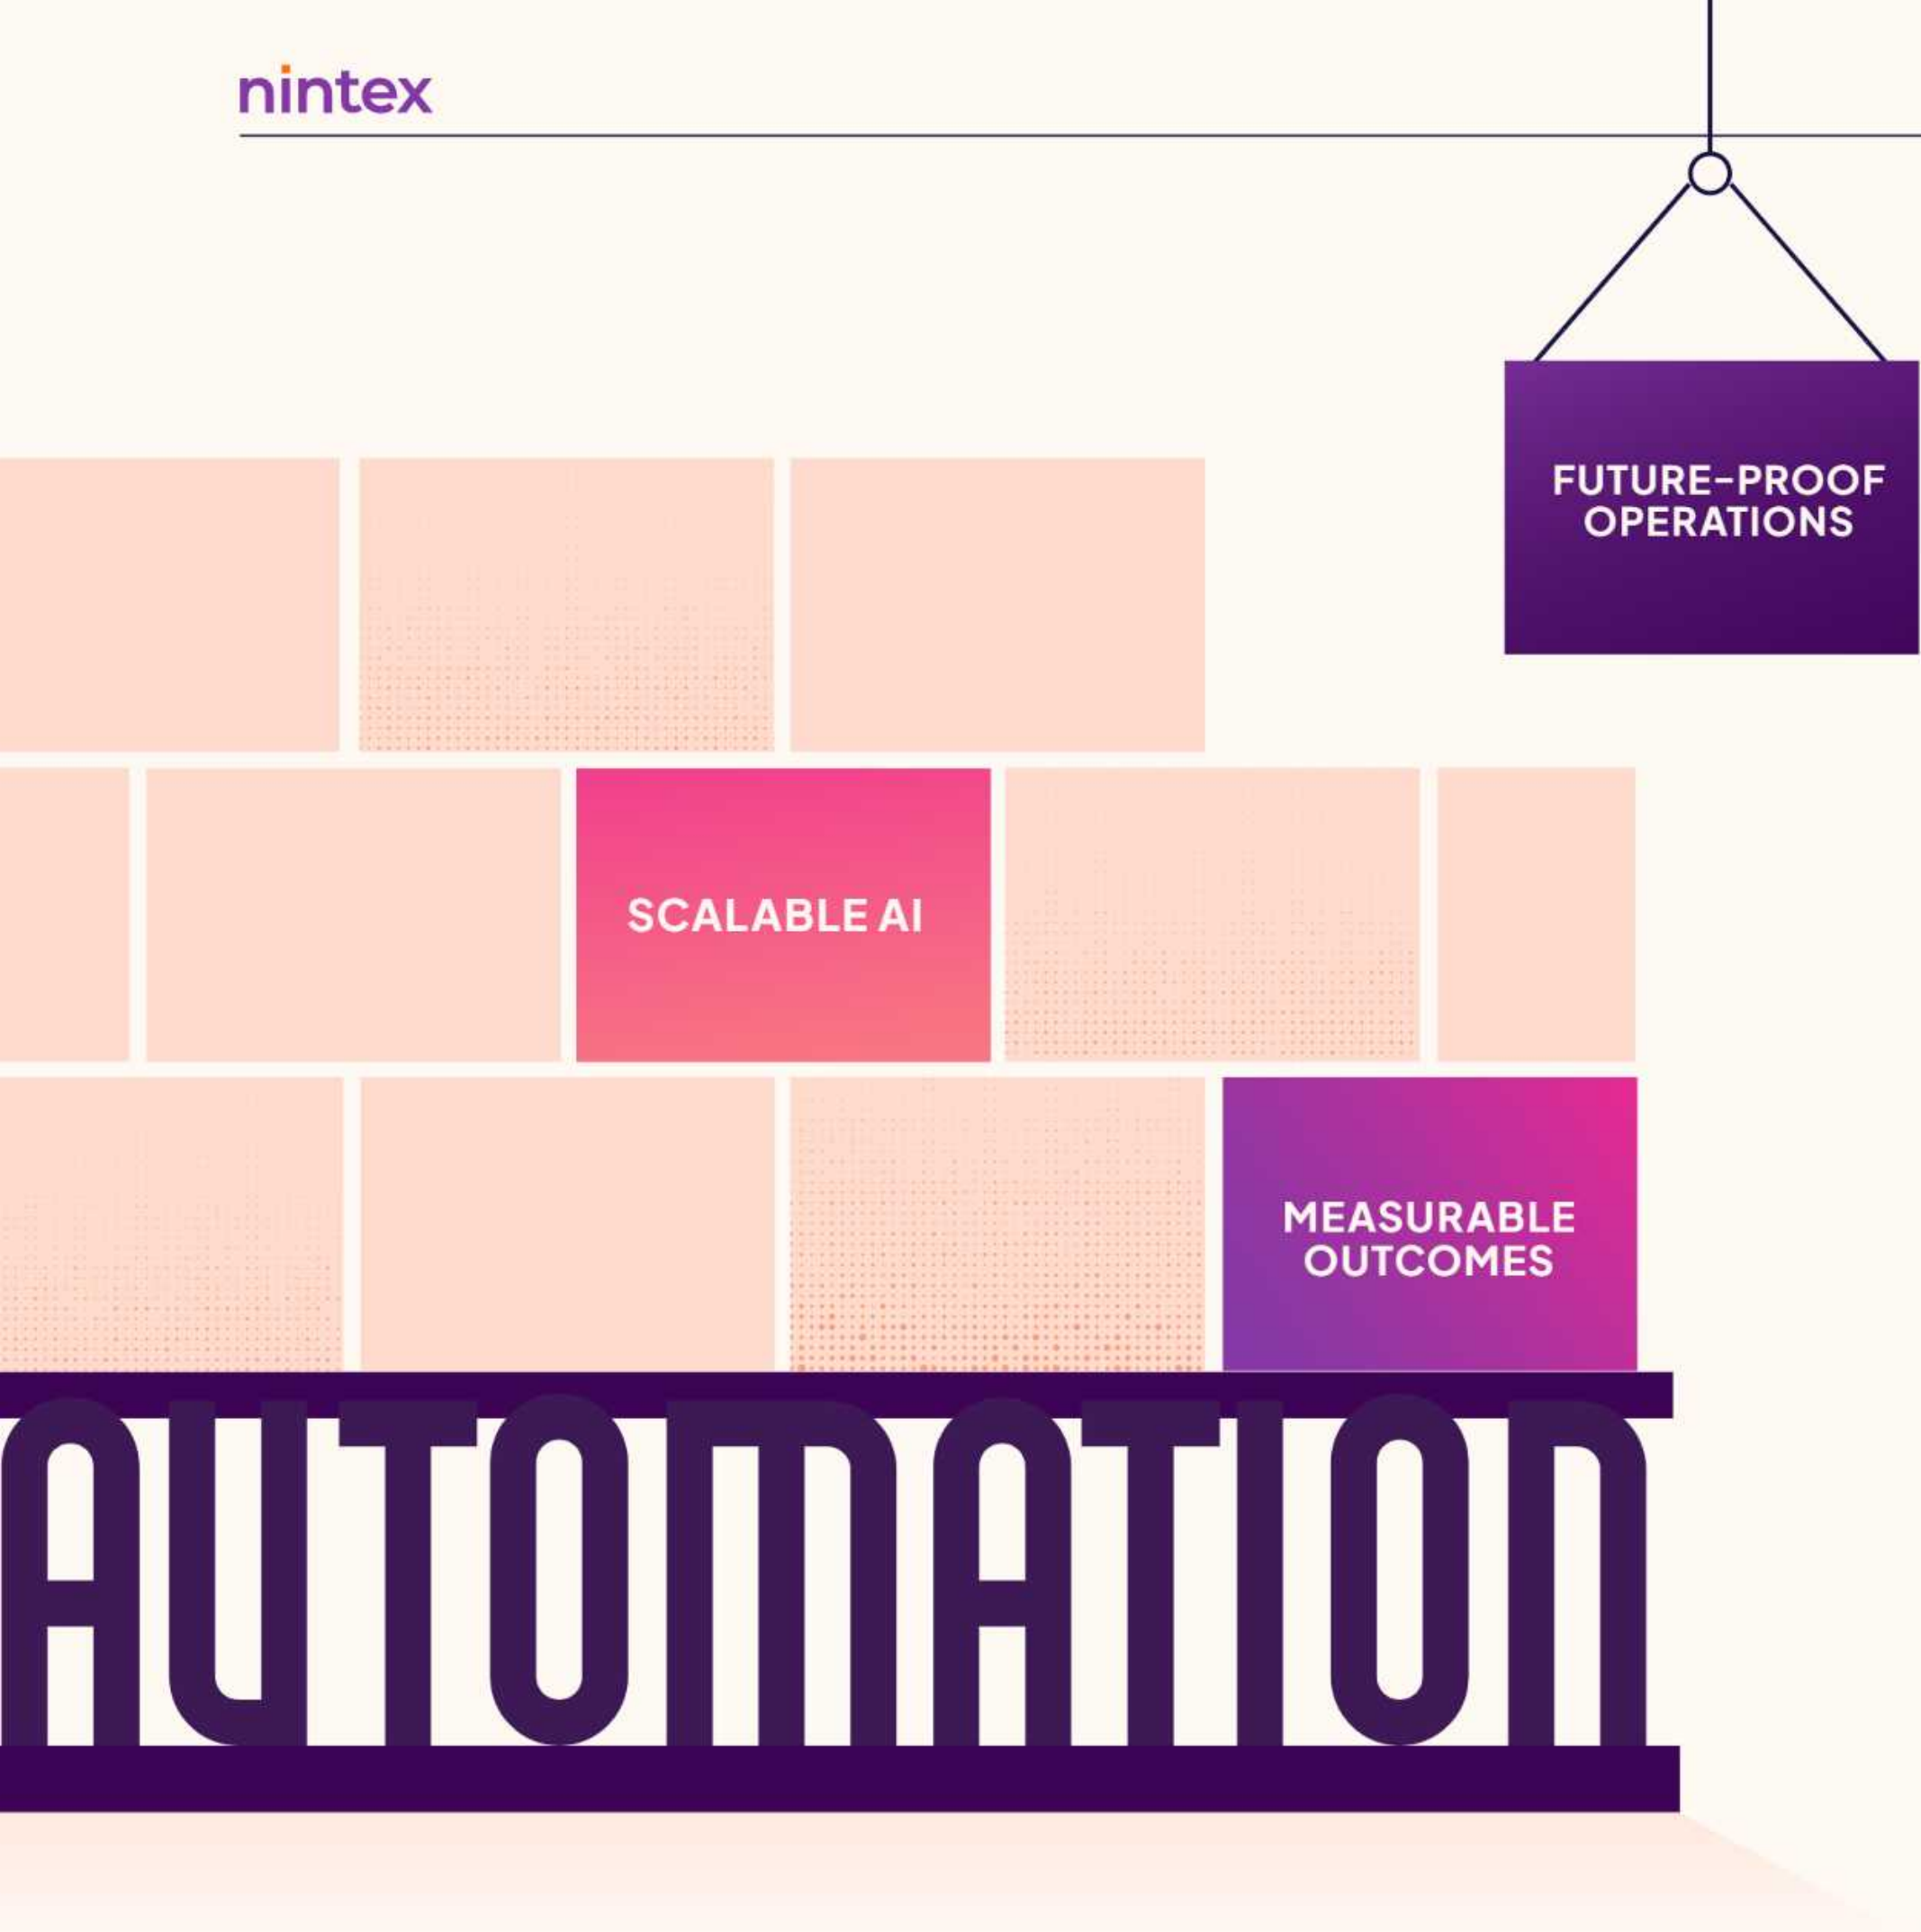 nintex
FUTURE-PROOF
OPERATIONS
SCALABLE AI
MEASURABLE
OUTCOMES
AUTOMATION